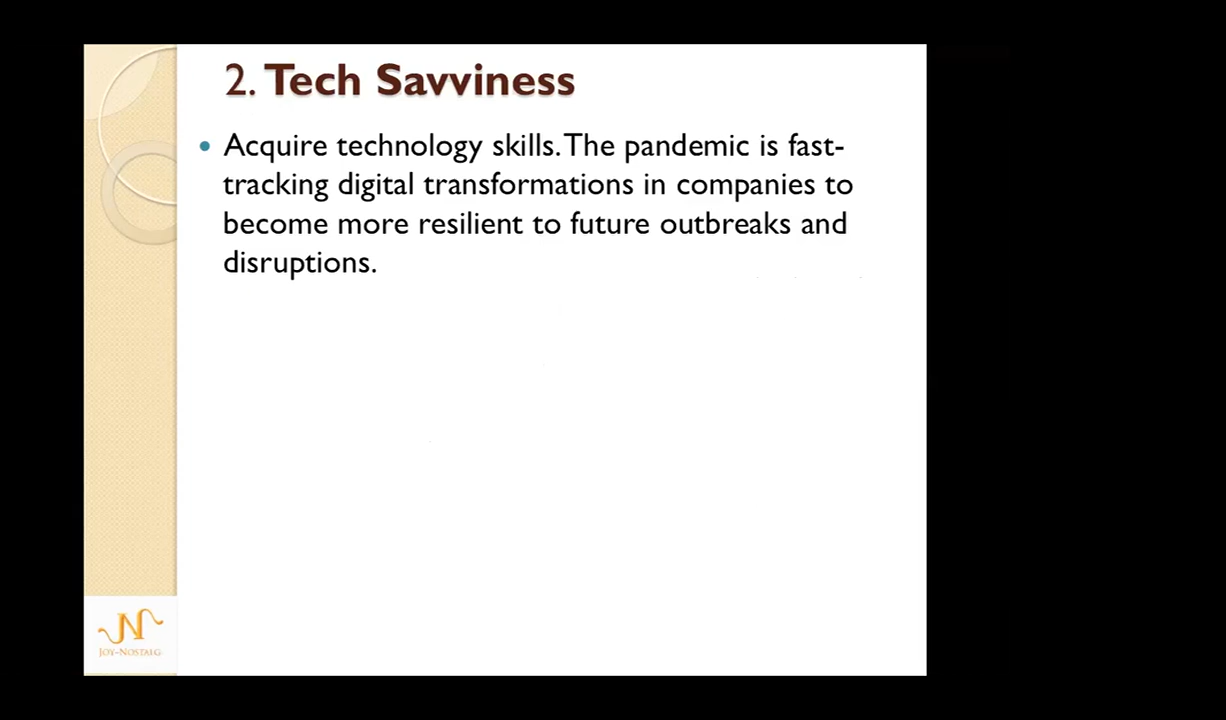 2. Tech Savviness
• Acquire technology skills. The pandemic is fast-
tracking digital transformations in companies to
become more resilient to future outbreaks and
disruptions.
N
JOY-NOSTALG